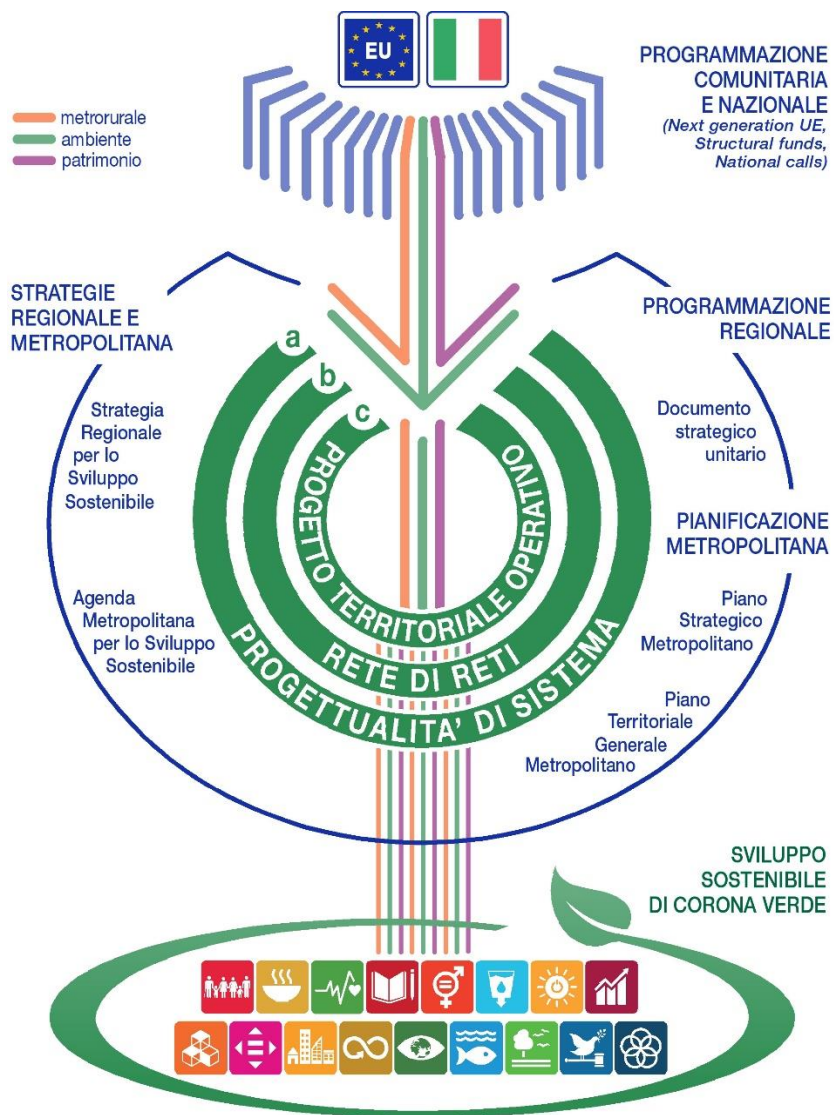 EU
PROGRAMMAZIONE
COMUNITARIA
E NAZIONALE
(Next generation UE,
Structural funds,
National calls)
metrorurale
ambiente
patrimonio
STRATEGIE
REGIONALE E
METROPOLITANA
Strategia
Regionale
per lo
Sviluppo
Sostenibile
Agenda
Metropolitana
per lo Sviluppo
Sostenibile
a
b
c
PROGETTO TERRITORIALE OPERATIVO
RETE DI RETI
PROGETTUALITA' DI SISTEMA
PROGRAMMAZIONE
REGIONALE
Documento
strategico
unitario
PIANIFICAZIONE
METROPOLITANA
Piano
Strategico
Metropolitano
Piano
Territoriale
Generale
Metropolitano
SVILUPPO
SOSTENIBILE
DI CORONA VERDE